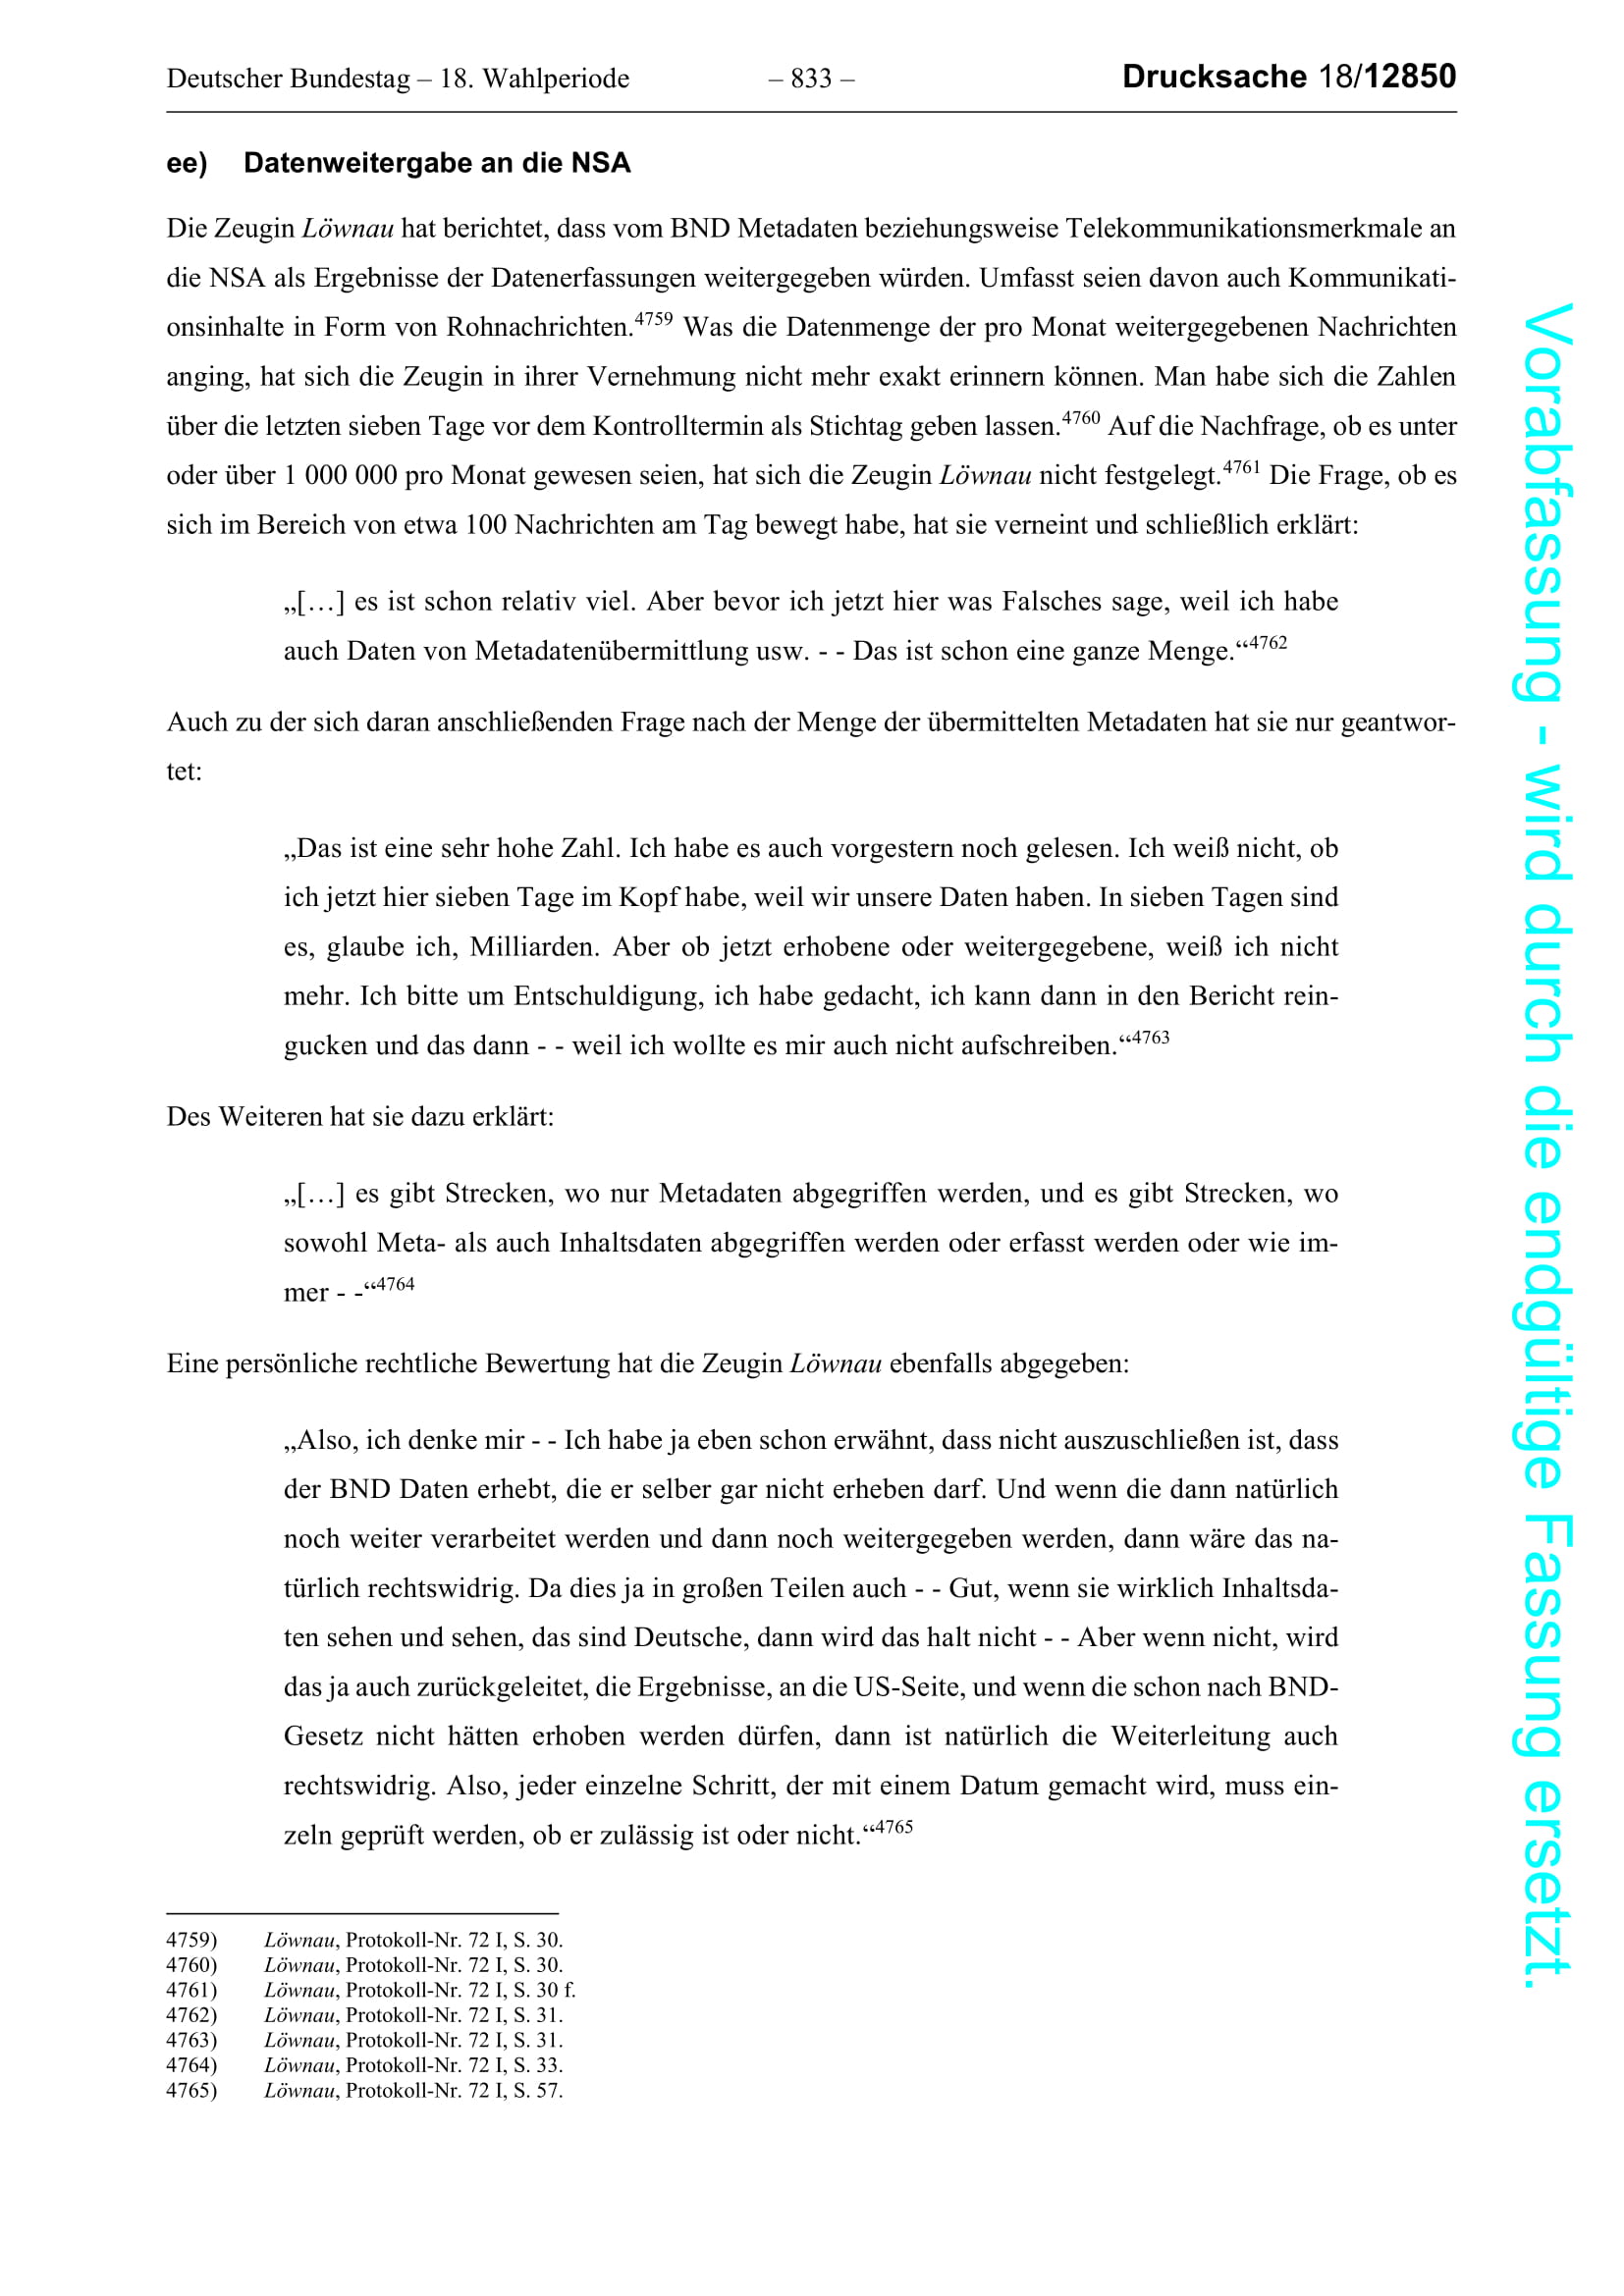 Deutscher Bundestag – 18. Wahlperiode – 833 – Drucksache 18/12850
ee) Datenweitergabe an die NSA
Die Zeugin Löwnau hat berichtet, dass vom BND Metadaten beziehungsweise Telekommunikationsmerkmale an
die NSA als Ergebnisse der Datenerfassungen weitergegeben würden. Umfasst seien davon auch Kommunikati-
onsinhalte in Form von Rohnachrichten.4759 Was die Datenmenge der pro Monat weitergegebenen Nachrichten
anging, hat sich die Zeugin in ihrer Vernehmung nicht mehr exakt erinnern können. Man habe sich die Zahlen
über die letzten sieben Tage vor dem Kontrolltermin als Stichtag geben lassen.4760 Auf die Nachfrage, ob es unter
oder über 1 000 000 pro Monat gewesen seien, hat sich die Zeugin Löwnau nicht festgelegt.4761 Die Frage, ob es
sich im Bereich von etwa 100 Nachrichten am Tag bewegt habe, hat sie verneint und schließlich erklärt:
„[…] es ist schon relativ viel. Aber bevor ich jetzt hier was Falsches sage, weil ich habe
auch Daten von Metadatenübermittlung usw. - - Das ist schon eine ganze Menge.“4762
Auch zu der sich daran anschließenden Frage nach der Menge der übermittelten Metadaten hat sie nur geantwor-
tet:
„Das ist eine sehr hohe Zahl. Ich habe es auch vorgestern noch gelesen. Ich weiß nicht, ob
ich jetzt hier sieben Tage im Kopf habe, weil wir unsere Daten haben. In sieben Tagen sind
es, glaube ich, Milliarden. Aber ob jetzt erhobene oder weitergegebene, weiß ich nicht
mehr. Ich bitte um Entschuldigung, ich habe gedacht, ich kann dann in den Bericht rein-
gucken und das dann - - weil ich wollte es mir auch nicht aufschreiben.“4763
Des Weiteren hat sie dazu erklärt:
„[…] es gibt Strecken, wo nur Metadaten abgegriffen werden, und es gibt Strecken, wo
sowohl Meta- als auch Inhaltsdaten abgegriffen werden oder erfasst werden oder wie im-
mer - -“4764
Eine persönliche rechtliche Bewertung hat die Zeugin Löwnau ebenfalls abgegeben:
„Also, ich denke mir - - Ich habe ja eben schon erwähnt, dass nicht auszuschließen ist, dass
der BND Daten erhebt, die er selber gar nicht erheben darf. Und wenn die dann natürlich
noch weiter verarbeitet werden und dann noch weitergegeben werden, dann wäre das na-
türlich rechtswidrig. Da dies ja in großen Teilen auch - - Gut, wenn sie wirklich Inhaltsda-
ten sehen und sehen, das sind Deutsche, dann wird das halt nicht - - Aber wenn nicht, wird
das ja auch zurückgeleitet, die Ergebnisse, an die US-Seite, und wenn die schon nach BND-
Gesetz nicht hätten erhoben werden dürfen, dann ist natürlich die Weiterleitung auch
rechtswidrig. Also, jeder einzelne Schritt, der mit einem Datum gemacht wird, muss ein-
zeln geprüft werden, ob er zulässig ist oder nicht.“4765
4759) Löwnau, Protokoll-Nr. 72 I, S. 30.
4760) Löwnau, Protokoll-Nr. 72 I, S. 30.
4761) Löwnau, Protokoll-Nr. 72 I, S. 30 f.
4762) Löwnau, Protokoll-Nr. 72 I, S. 31.
4763) Löwnau, Protokoll-Nr. 72 I, S. 31.
4764) Löwnau, Protokoll-Nr. 72 I, S. 33.
4765) Löwnau, Protokoll-Nr. 72 I, S. 57.
Vorabfassung - wird durch die endgültige Fassung ersetzt.